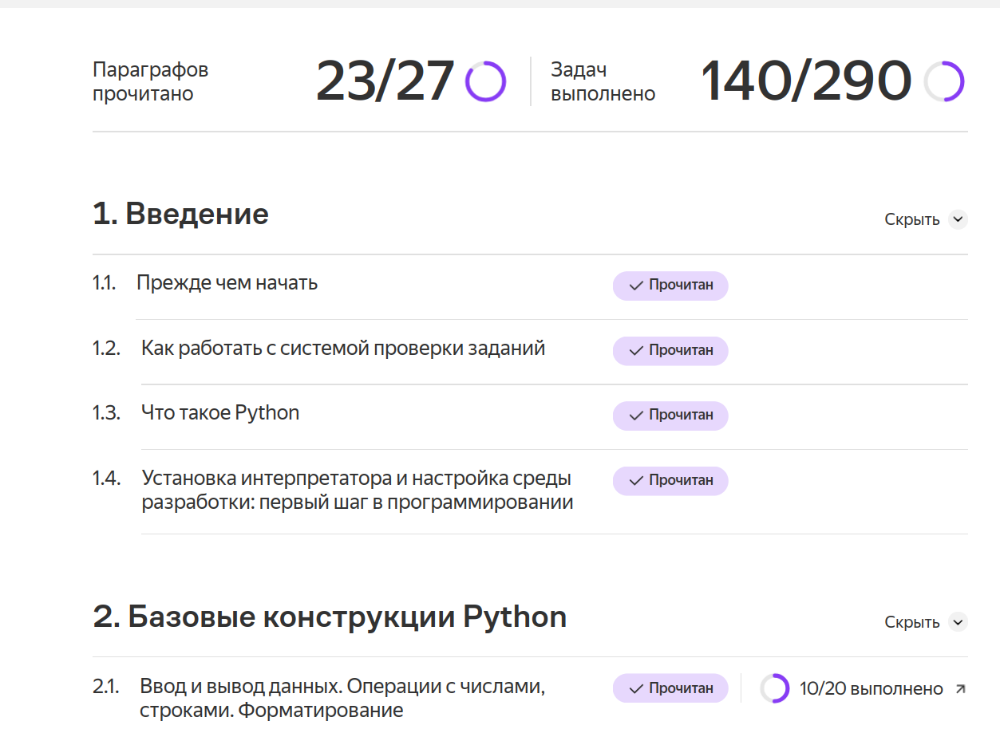 Параграфов
прочитано
23/27
Задач
выполнено
140/290
1. Введение
Скрыть
1.1. Прежде чем начать
Прочитан
1.2. Как работать с системой проверки заданий
Прочитан
1.3. Что такое Python
Прочитан
1.4. Установка интерпретатора и настройка среды
разработки: первый шаг в программировании
Прочитан
2. Базовые конструкции Python
Скрыть
2.1. Ввод и вывод данных. Операции с числами,
строками. Форматирование
Прочитан
10/20 выполнено